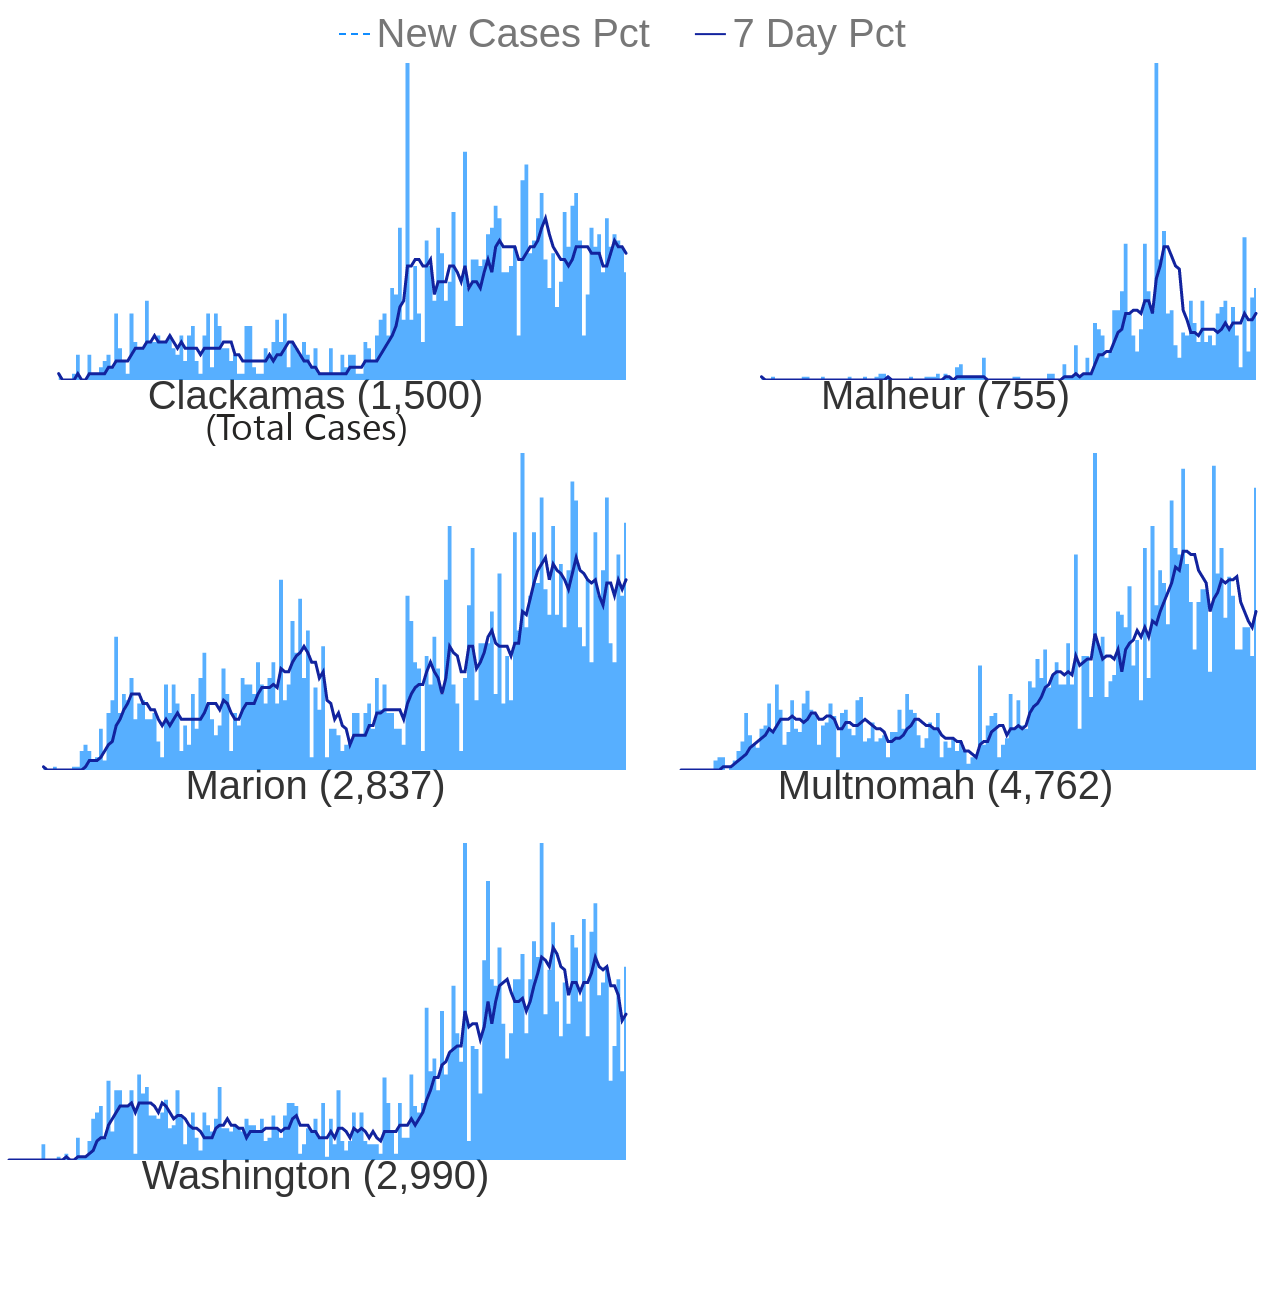 New Cases Pct 7 Day Pct
Clackamas (1,500) Malheur (755)
(Total Cases)
Marion (2,837) Multnomah (4,762)
Washington (2,990)